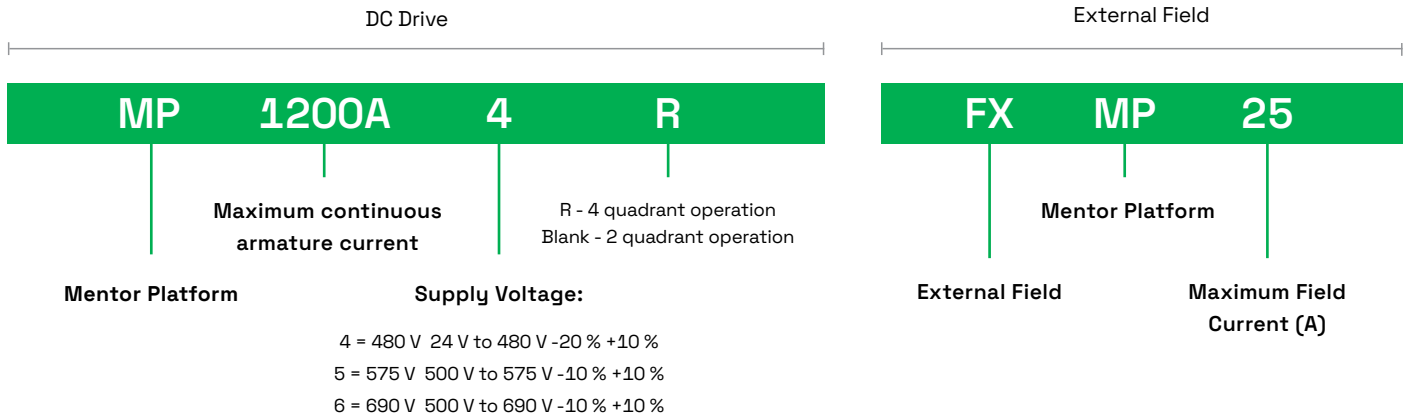 DC Drive
External Field
MP 1200A 4 R
FX MP 25
Maximum continuous
armature current
R - 4 quadrant operation
Blank - 2 quadrant operation
Mentor Platform
Mentor Platform
Supply Voltage:
4 = 480 V 24 V to 480 V -20 % +10 %
5 = 575 V 500 V to 575 V -10 % +10 %
6 = 690 V 500 V to 690 V -10 % +10 %
External Field
Maximum Field
Current (A)